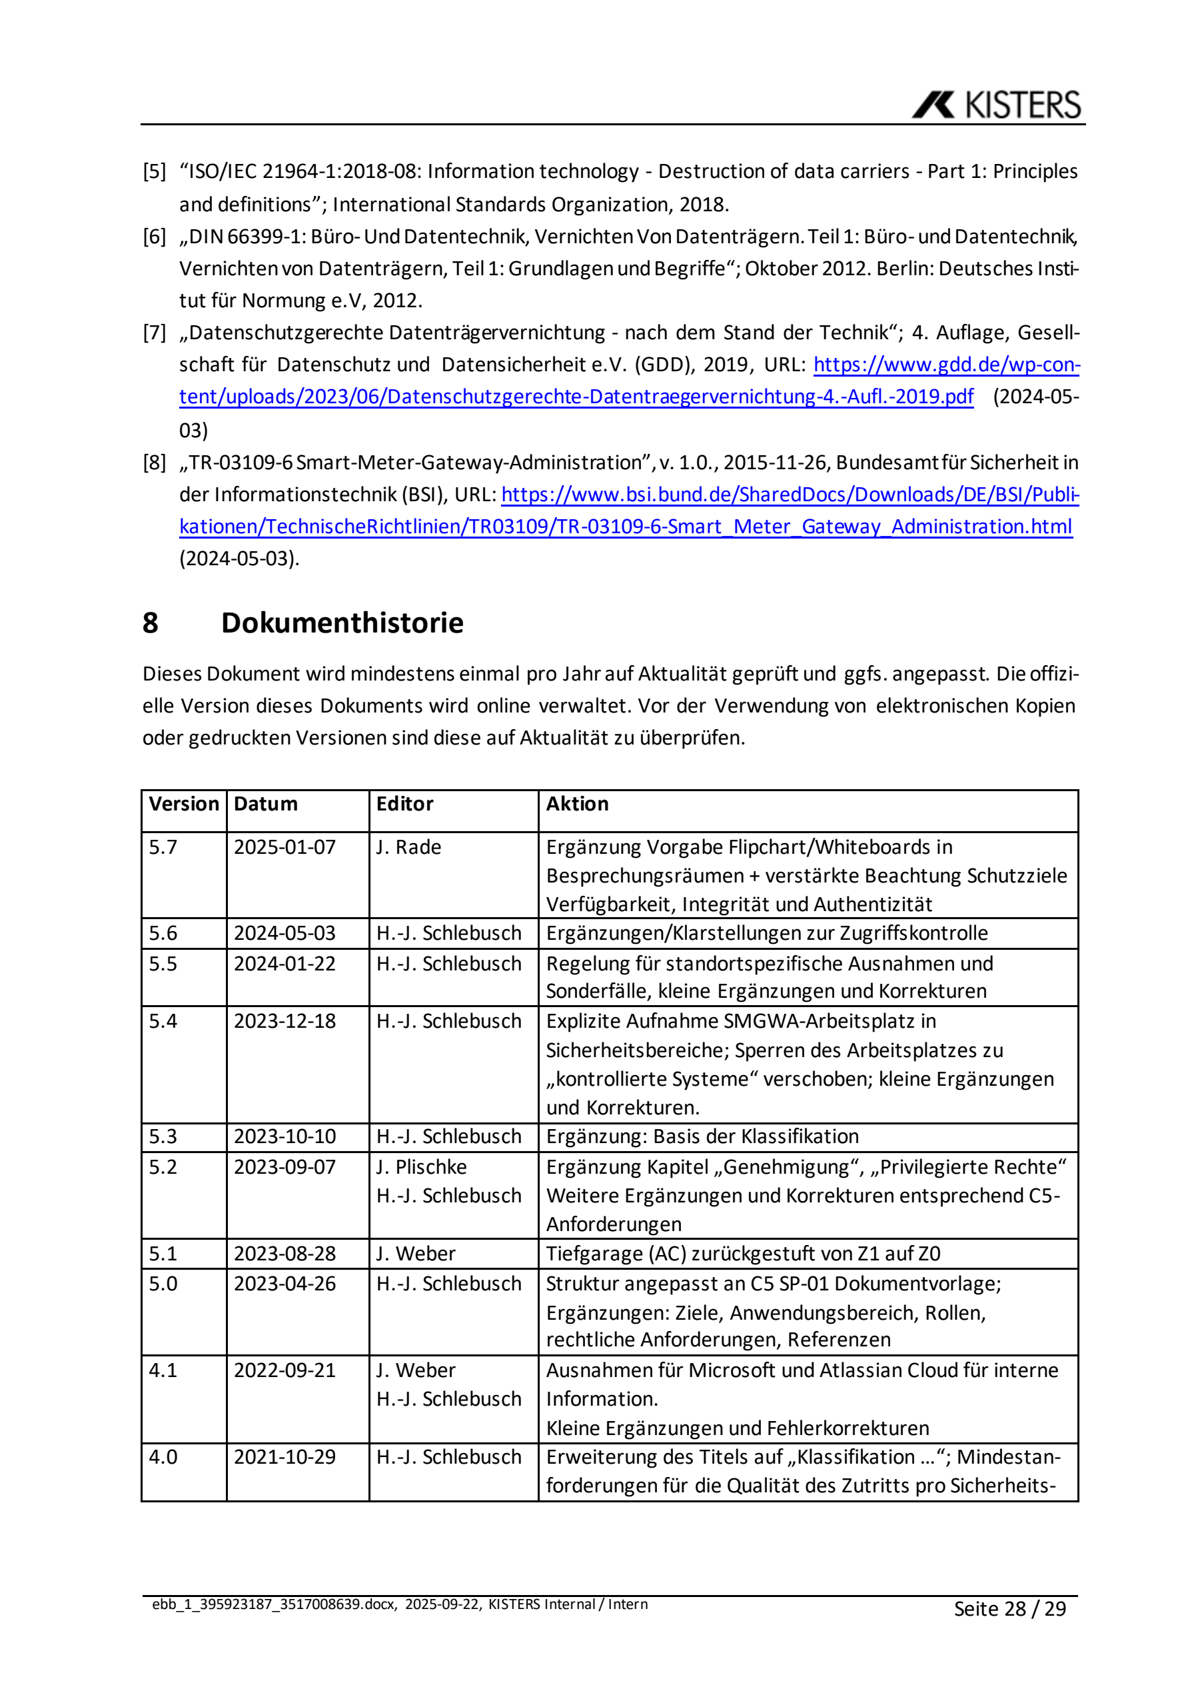 KISTERS
[5] “ISO/IEC 21964-1:2018-08: Information technology - Destruction of data carriers - Part 1: Principles
and definitions”; International Standards Organization, 2018.
[6] „DIN 66399-1: Büro- Und Datentechnik, Vernichten Von Datenträgern. Teil 1: Büro- und Datentechnik,
Vernichten von Datenträgern, Teil 1: Grundlagen und Begriffe“; Oktober 2012. Berlin: Deutsches Insti-
tut für Normung e.V, 2012.
[7] „Datenschutzgerechte Datenträgervernichtung - nach dem Stand der Technik“; 4. Auflage, Gesell-
schaft für Datenschutz und Datensicherheit e.V. (GDD), 2019, URL: https://www.gdd.de/wp-con-
tent/uploads/2023/06/Datenschutzgerechte-Datentraegervernichtung-4.-Aufl.-2019.pdf (2024-05-
03)
[8] „TR-03109-6 Smart-Meter-Gateway-Administration”, v. 1.0., 2015-11-26, Bundesamt für Sicherheit in
der Informationstechnik (BSI), URL: https://www.bsi.bund.de/SharedDocs/Downloads/DE/BSI/Publi-
kationen/TechnischeRichtlinien/TR03109/TR-03109-6-Smart_Meter_Gateway_Administration.html
(2024-05-03).
8 Dokumenthistorie
Dieses Dokument wird mindestens einmal pro Jahr auf Aktualität geprüft und ggfs. angepasst. Die offizi-
elle Version dieses Dokuments wird online verwaltet. Vor der Verwendung von elektronischen Kopien
oder gedruckten Versionen sind diese auf Aktualität zu überprüfen.
Version Datum Editor Aktion
5.7 2025-01-07 J. Rade Ergänzung Vorgabe Flipchart/Whiteboards in
Besprechungsräumen + verstärkte Beachtung Schutzziele
Verfügbarkeit, Integrität und Authentizität
5.6 2024-05-03 H.-J. Schlebusch Ergänzungen/Klarstellungen zur Zugriffskontrolle
5.5 2024-01-22 H.-J. Schlebusch Regelung für standortspezifische Ausnahmen und
Sonderfälle, kleine Ergänzungen und Korrekturen
5.4 2023-12-18 H.-J. Schlebusch Explizite Aufnahme SMGWA-Arbeitsplatz in
Sicherheitsbereiche; Sperren des Arbeitsplatzes zu
„kontrollierte Systeme“ verschoben; kleine Ergänzungen
und Korrekturen.
5.3 2023-10-10 H.-J. Schlebusch Ergänzung: Basis der Klassifikation
5.2 2023-09-07 J. Plischke Ergänzung Kapitel „Genehmigung“, „Privilegierte Rechte“
H.-J. Schlebusch Weitere Ergänzungen und Korrekturen entsprechend C5-
Anforderungen
5.1 2023-08-28 J. Weber Tiefgarage (AC) zurückgestuft von Z1 auf Z0
5.0 2023-04-26 H.-J. Schlebusch Struktur angepasst an C5 SP-01 Dokumentvorlage;
Ergänzungen: Ziele, Anwendungsbereich, Rollen,
rechtliche Anforderungen, Referenzen
4.1 2022-09-21 J. Weber Ausnahmen für Microsoft und Atlassian Cloud für interne
H.-J. Schlebusch Information.
Kleine Ergänzungen und Fehlerkorrekturen
4.0 2021-10-29 H.-J. Schlebusch Erweiterung des Titels auf „Klassifikation …“; Mindestan-
forderungen für die Qualität des Zutritts pro Sicherheits-
ebb_1_395923187_3517008639.docx, 2025-09-22, KISTERS Internal / Intern
Seite 28 / 29